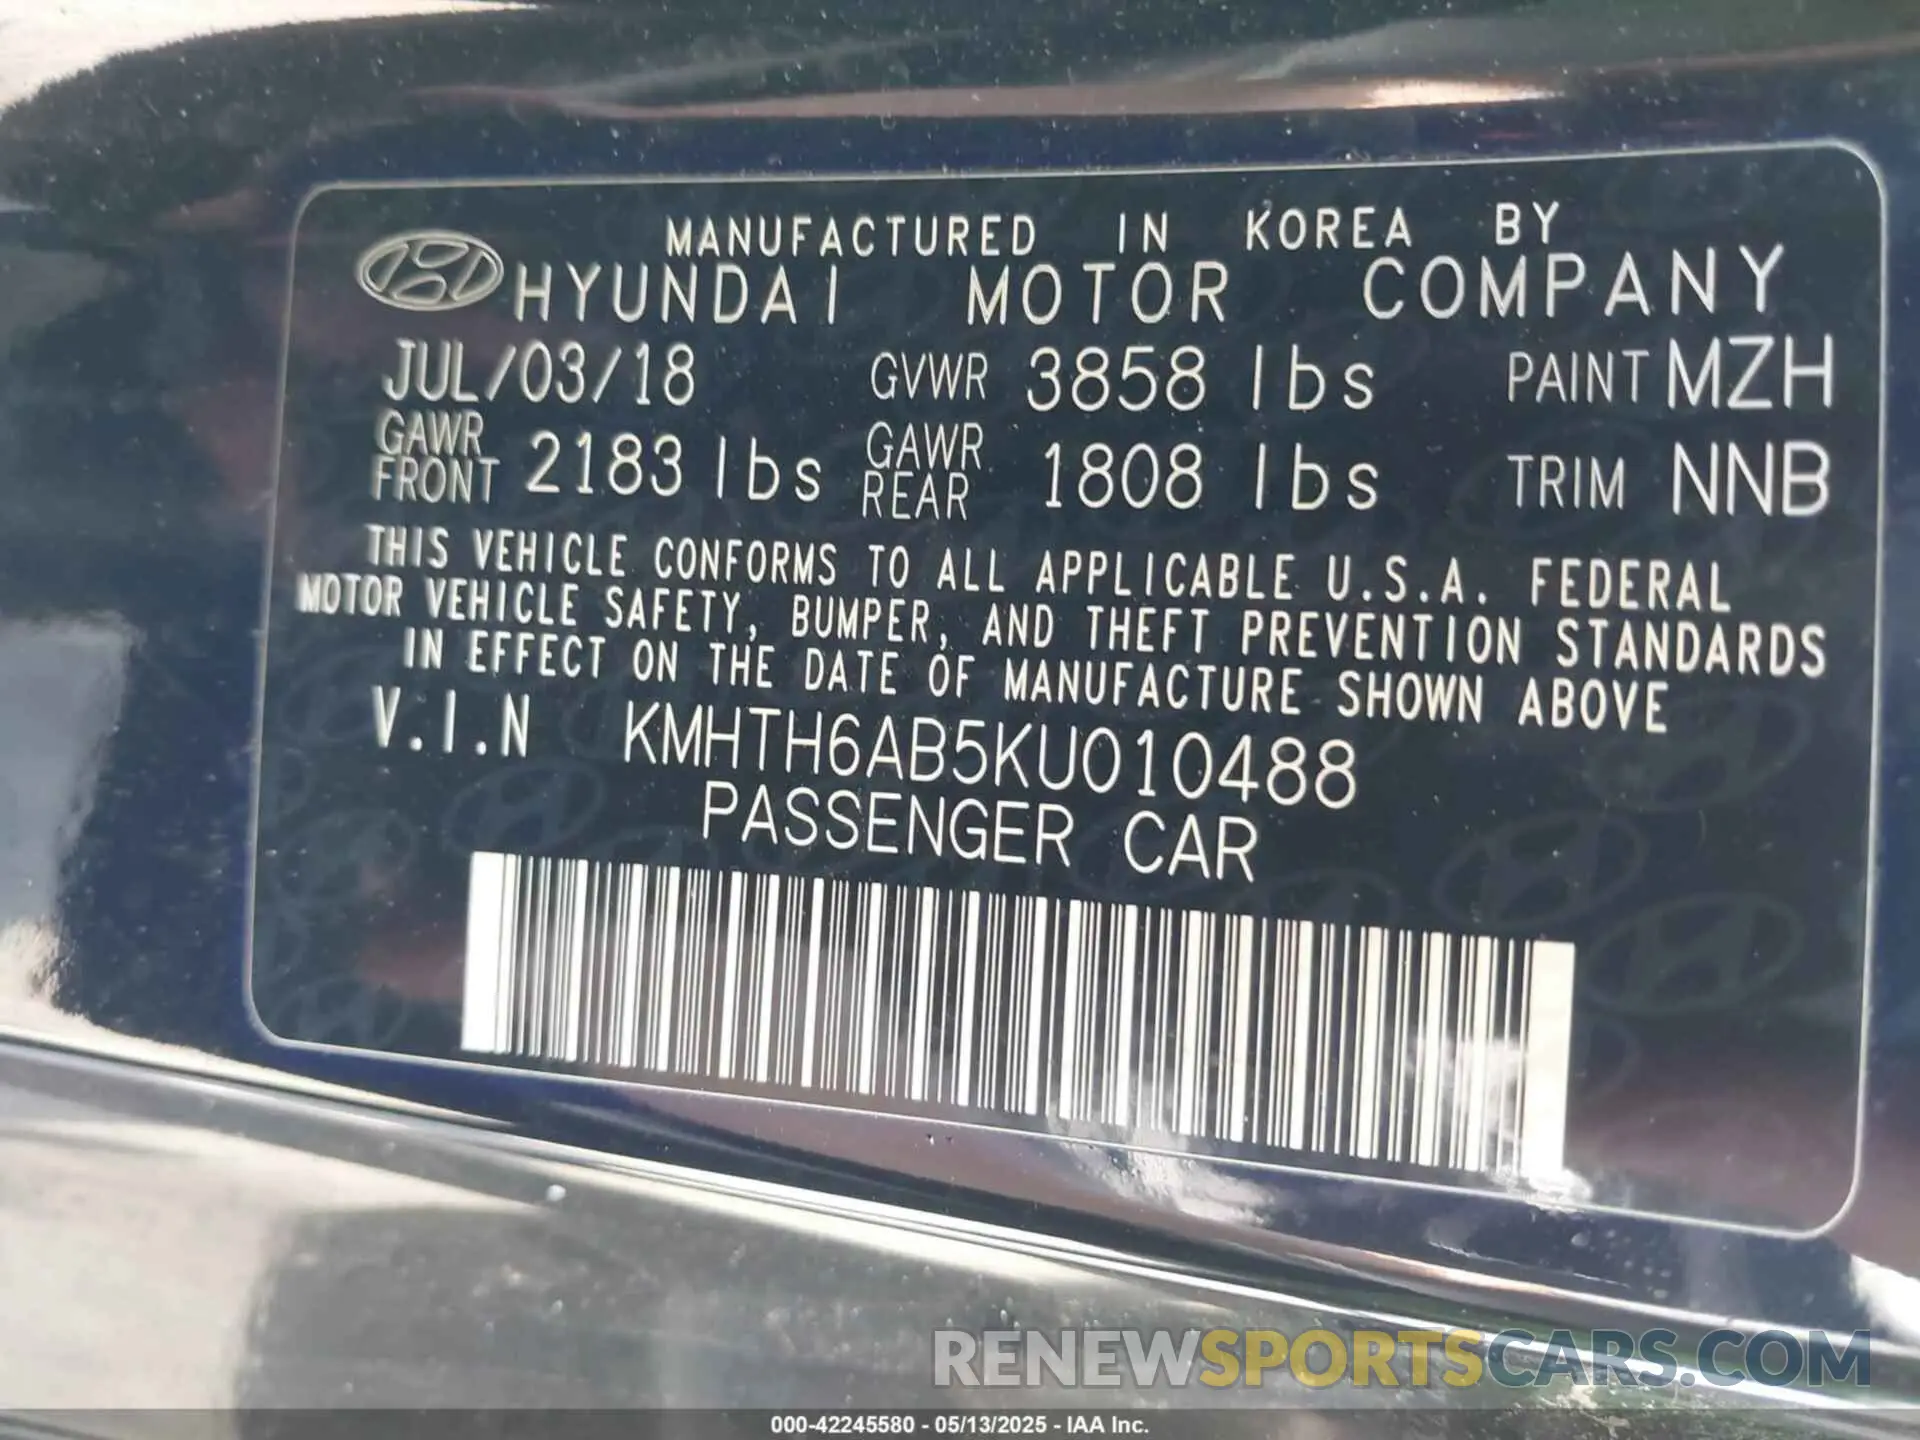 MANUFACTURED IN KOREA BY
HYUNDAI MOTOR COMPANY
JUL/03/18 GVWR 3858 lbs PAINT MZH
GAWR FRONT 2183 lbs GAWR REAR 1808 lbs TRIM NNB
THIS VEHICLE CONFORMS TO ALL APPLICABLE U.S.A. FEDERAL
MOTOR VEHICLE SAFETY, BUMPER, AND THEFT PREVENTION STANDARDS
IN EFFECT ON THE DATE OF MANUFACTURE SHOWN ABOVE
V.I.N KMHTH6AB5KU010488
PASSENGER CAR
RENEWSPORTSCARS.COM
000-42245580 - 05/13/2025 - IAA Inc.